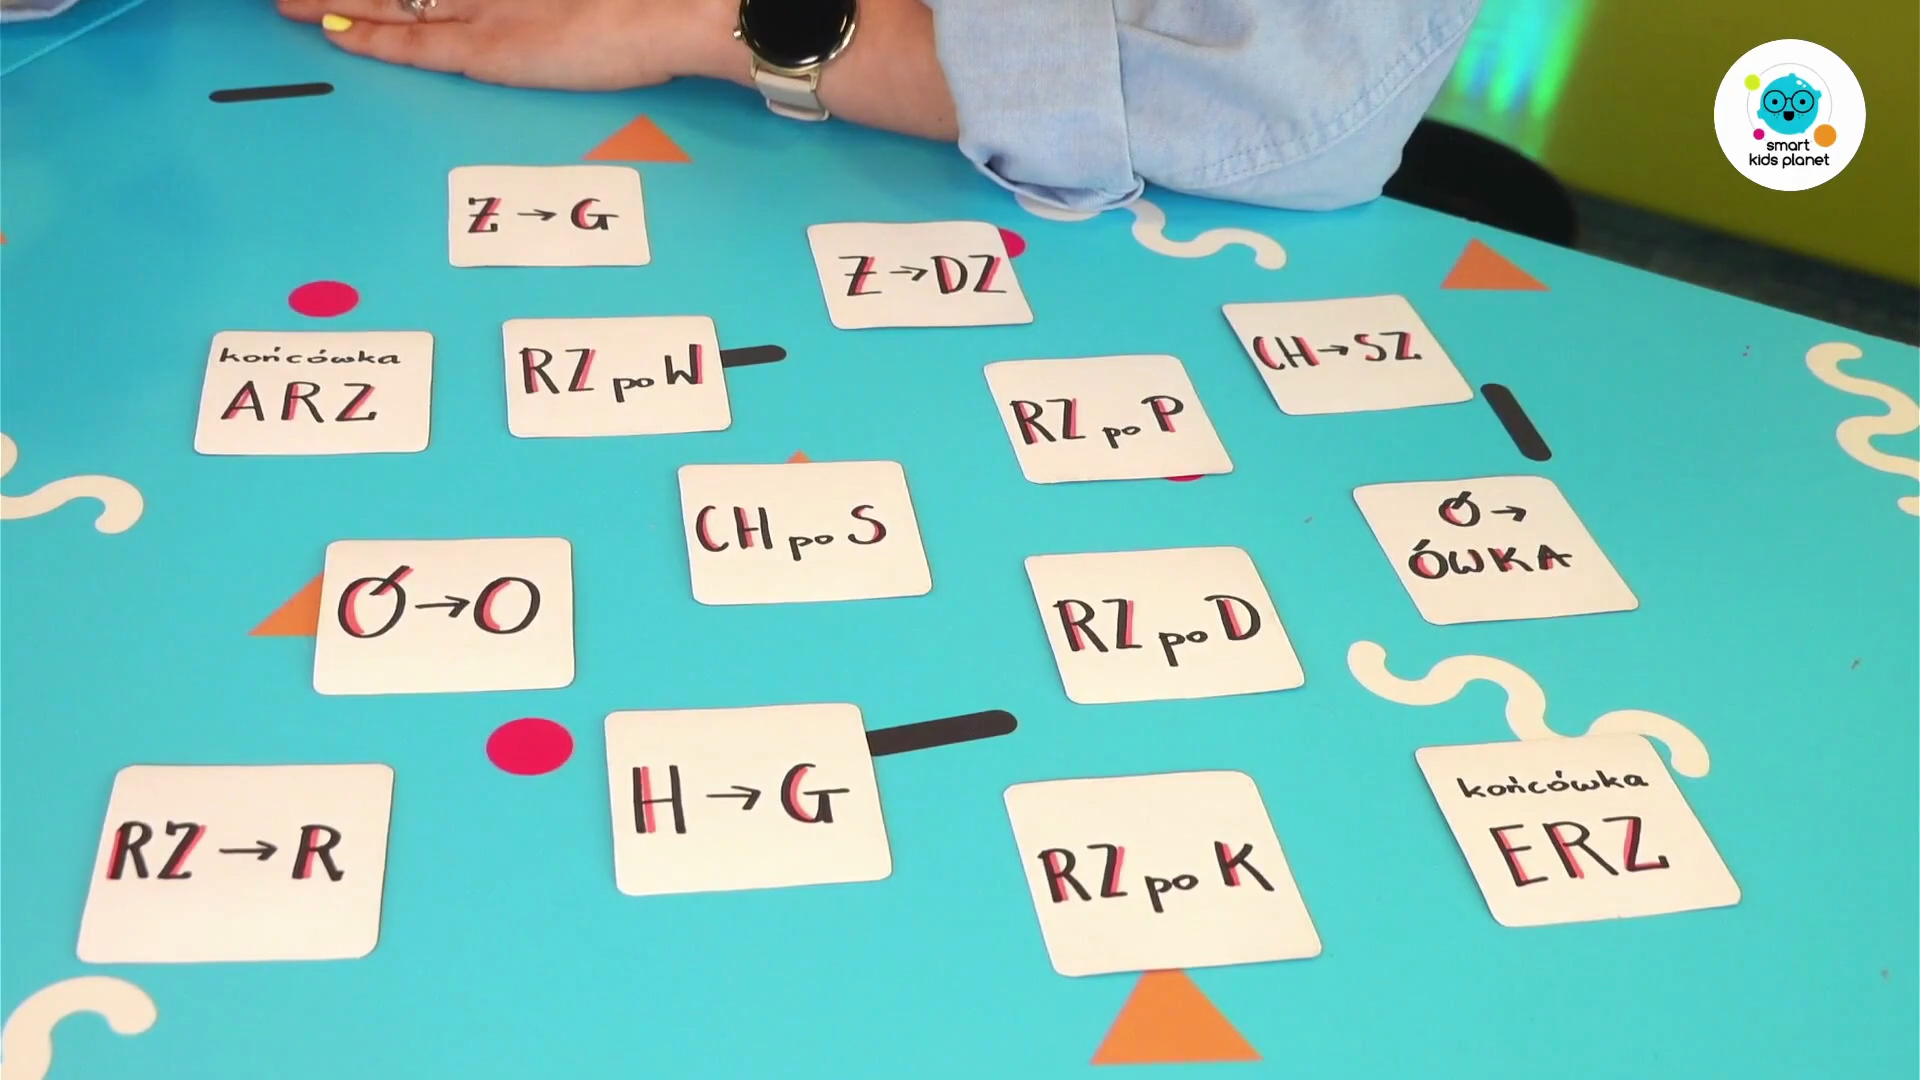 smart
kids planet
Ƶ → G
Ƶ → DZ
CH → SZ
końcówka
ARZ
RZ po W
RZ po P
CH po S
Ó →
ÓWKA
Ó → O
RZ po D
H → G
końcówka
ERZ
RZ → R
RZ po K